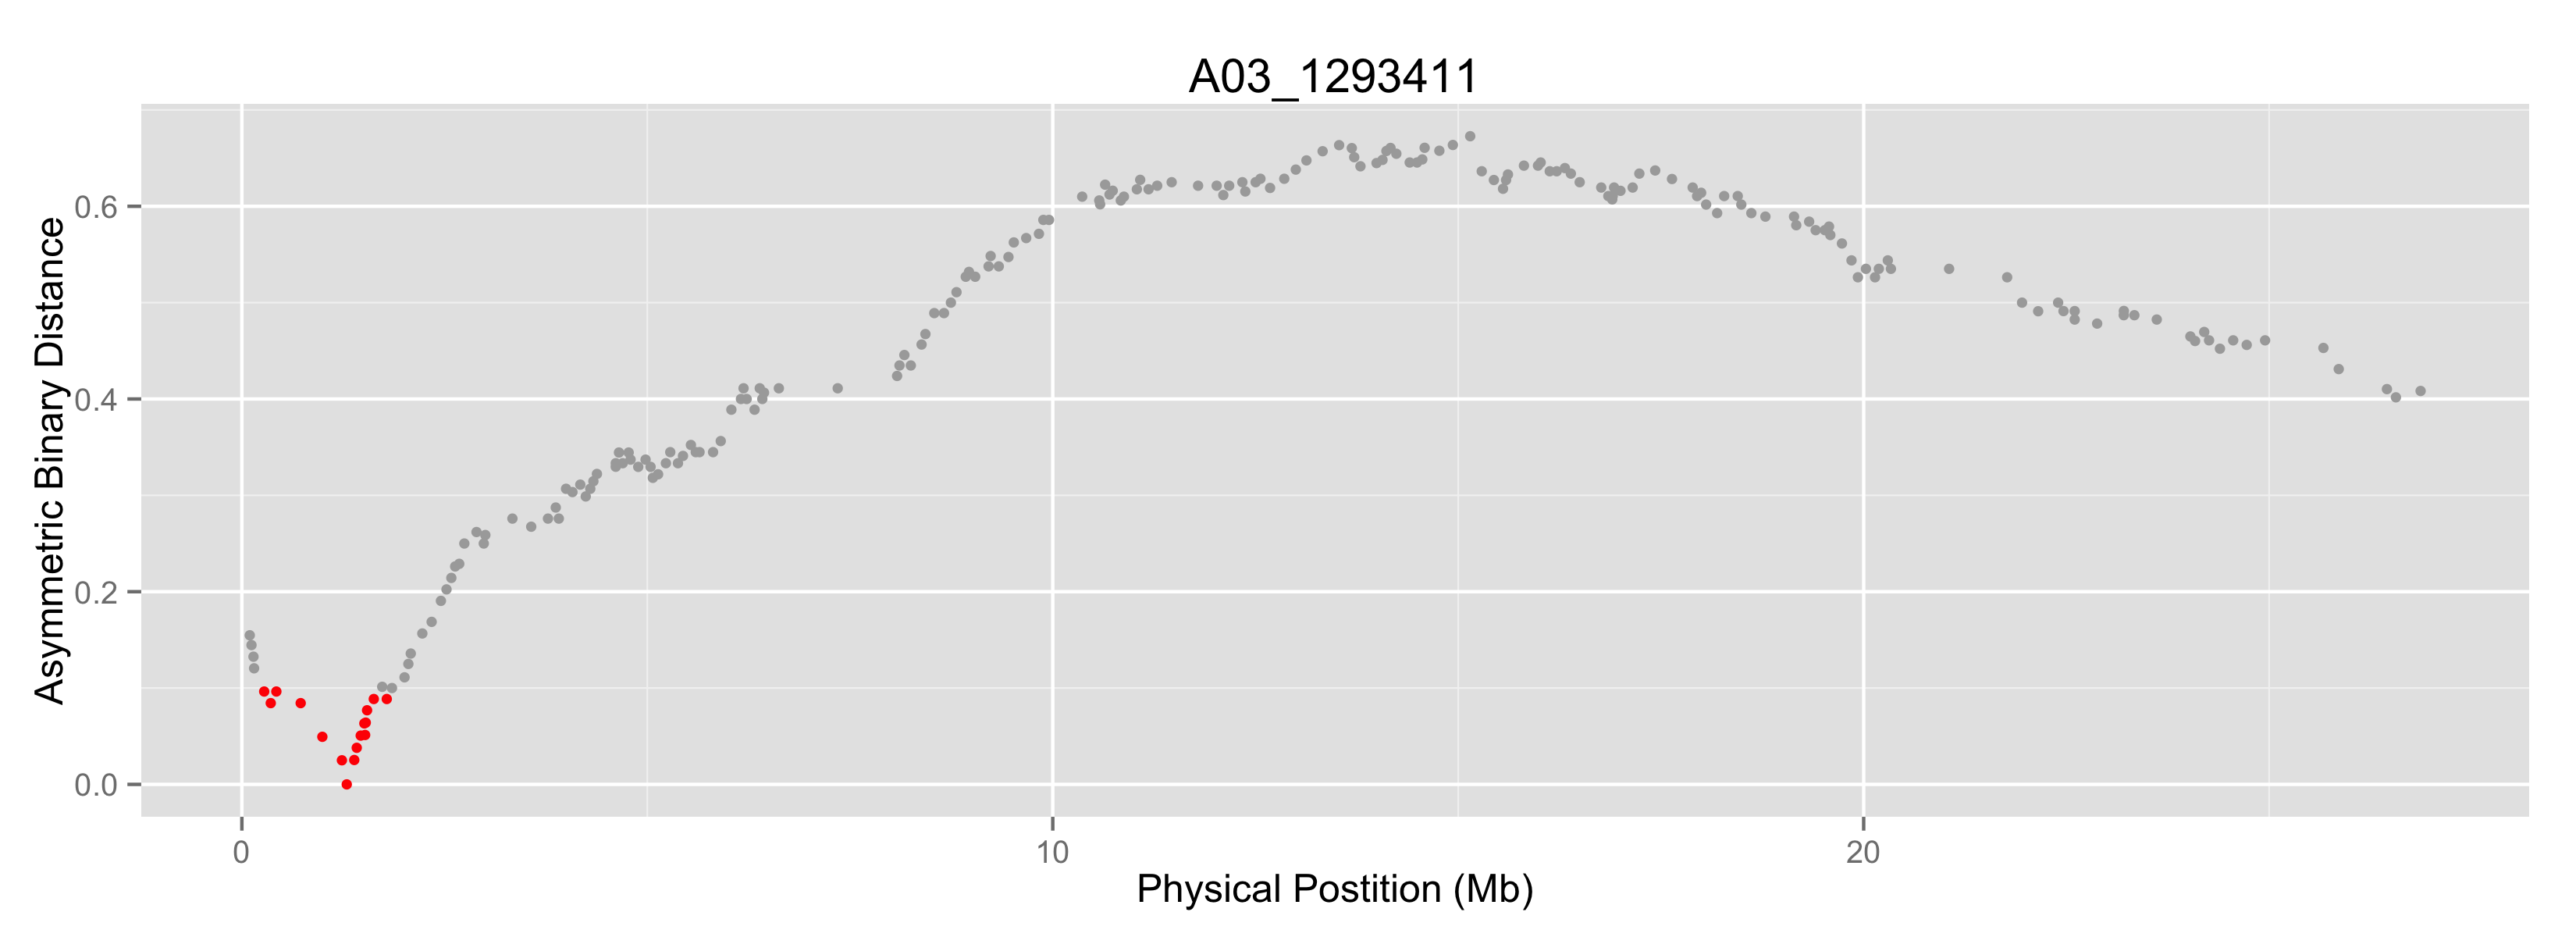 A03_1293411
Asymmetric Binary Distance
0.6
0.4
0.2
0.0
0 10 20
Physical Postition (Mb)